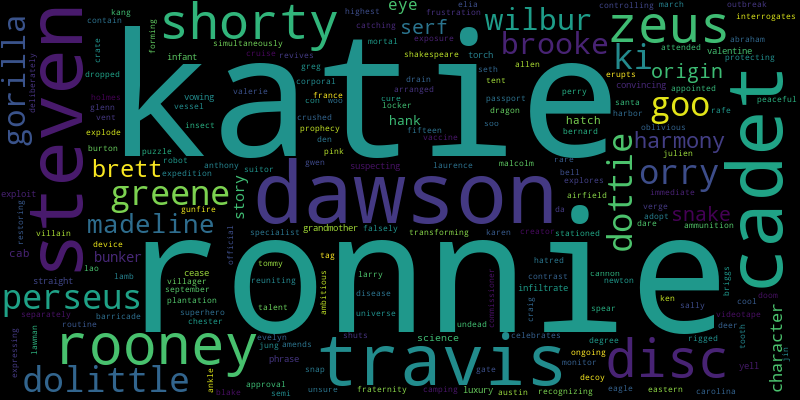 kang outbreak
contain shorty eye highest catching ella frustration controlling march
gorilla steven katie simultaneously serf wilbur zeus interrogates
crate forming cruise revives mortal exposure brooke attended valentine abraham
deliberately infant greg shakespeare allen ki origin protecting
dropped vowing corporal drain seth torch erupts convincing appointed
holmes vessel valerie france locker arranged tent passport perry santa goo rafe peaceful
glenn con woo cure dragon hatch harbor cadet
vent insect crushed hank
explode prophecy fifteen soo bernard oblivious harmony
burton puzzle den vaccine julien
robot pink
brett expedition anthony gwen suspecting laurence malcolm rare dottie orry
suitor bell explores immediate
exploit greene story dawson airfield verge snake
restoring gunfire da adopt dare ammunition
villain madeline official grandmother falsely transforming karen creator stationed
device specialist
cab bunker tommy ronnie hatred
lao villager cease reuniting tag larry contrast cannon
straight lamb september ambitious disease infiltrate newton briggs
perseus plantation talent universe commissioner craig spear ken sally cool doom
separately superhero undead videotape character
barricade chester science degree deer
routine evelyn shuts celebrates rigged tooth
lawman rooney jung amends travis ongoing disc jin
expressing phrase gate monitor yell
dolittle ankle approval snap fraternity luxury decoy eagle eastern
blake semi unsure camping austin recognizing carolina